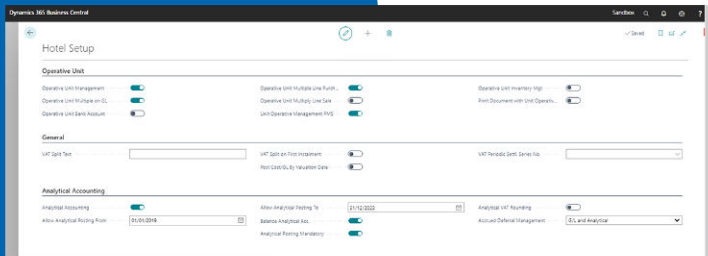 Dynamics 365 Business Central
Sandbox
Saved
Hotel Setup
Operative Unit
Operative Unit Management
Operative Unit Multiple Line Purch...
Operative Unit Inventory Mgt
Operative Unit Multiple on GL
Operative Unit Multiply Line Sale
Print Document with Unit Operativ...
Operative Unit Bank Account
Unit Operative Management PMS
General
VAT Split Text
VAT Split on First Instalment
VAT Periodic Settl. Series No.
Post Cost/GL By Valuation Date
Analytical Accounting
Analytical Accounting
Allow Analytical Posting To
31/12/2023
Analytical VAT Rounding
Allow Analytical Posting From
01/01/2019
Balance Analytical Acc.
Accrued Deferral Management
G/L and Analytical
Analytical Posting Mandatory